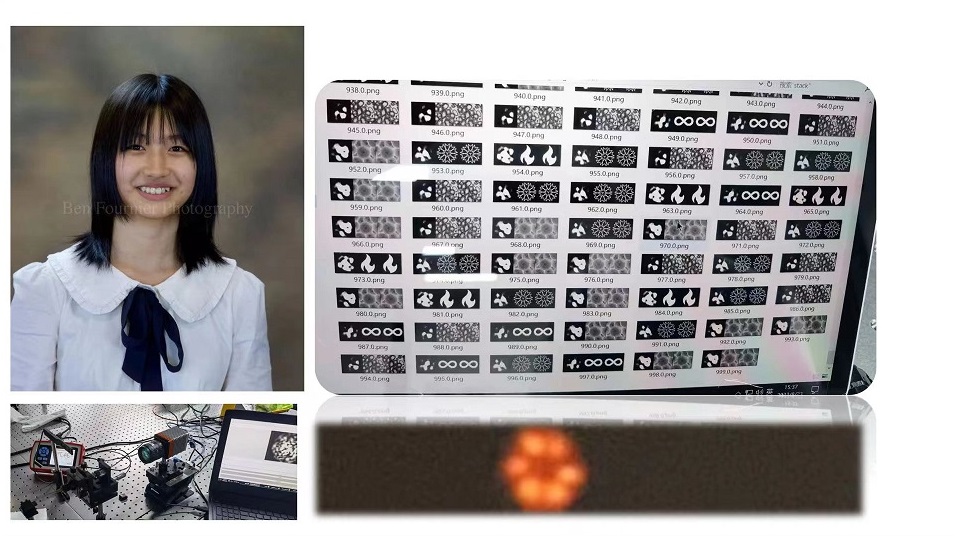 Ben Fournier Photography
搜索"stack"
938.0.png 939.0.png 940.0.png 941.0.png 942.0.png 943.0.png 944.0.png
945.0.png 946.0.png 947.0.png 948.0.png 949.0.png 950.0.png 951.0.png
952.0.png 953.0.png 954.0.png 955.0.png 956.0.png 957.0.png 958.0.png
959.0.png 960.0.png 961.0.png 962.0.png 963.0.png 964.0.png 965.0.png
966.0.png 967.0.png 968.0.png 969.0.png 970.0.png 971.0.png 972.0.png
973.0.png 975.0.png 976.0.png 977.0.png 978.0.png 979.0.png
980.0.png 981.0.png 982.0.png 983.0.png 984.0.png 985.0.png 986.0.png
987.0.png 988.0.png 989.0.png 990.0.png 991.0.png 992.0.png 993.0.png
994.0.png 995.0.png 996.0.png 997.0.png 998.0.png 999.0.png
15:37